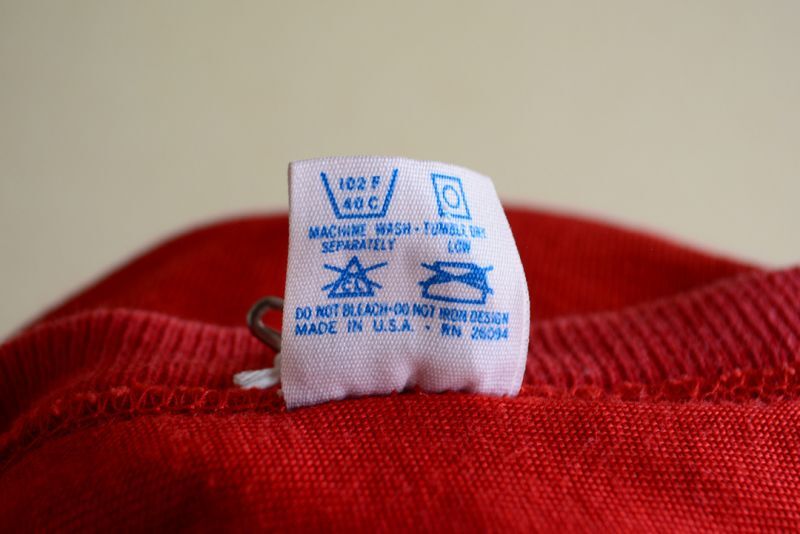 102 F
40 C
MACHINE WASH - TUMBLE DRY
SEPARATELY LOW
CL
DO NOT BLEACH - DO NOT IRON DESIGN
MADE IN U.S.A. - RN 26094